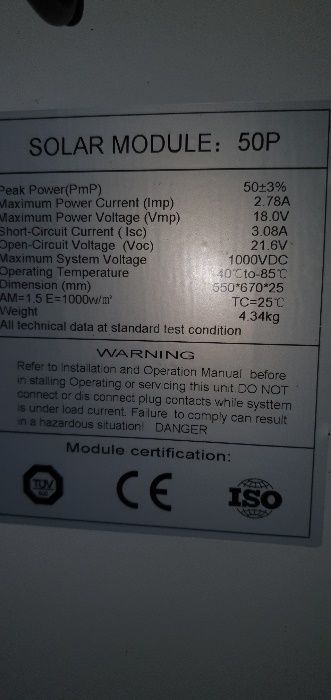 SOLAR MODULE: 50P
Peak Power(PmP) 50±3%
Maximum Power Current (Imp) 2.78A
Maximum Power Voltage (Vmp) 18.0V
Short-Circuit Current ( Isc) 3.08A
Open-Circuit Voltage (Voc) 21.6V
Maximum System Voltage 1000VDC
Operating Temperature -40℃to-85℃
Dimension (mm) 550*670*25
AM=1.5 E=1000w/㎡ TC=25℃
Weight 4.34kg
All technical data at standard test condition
WARNING
Refer to Installation and Operation Manual before
in stalling Operating or servicing this unit.DO NOT
connect or dis connect plug contacts while systtem
is under load current. Failure to comply can result
in a hazardous situation! DANGER
Module certification:
TUV
CE
ISO